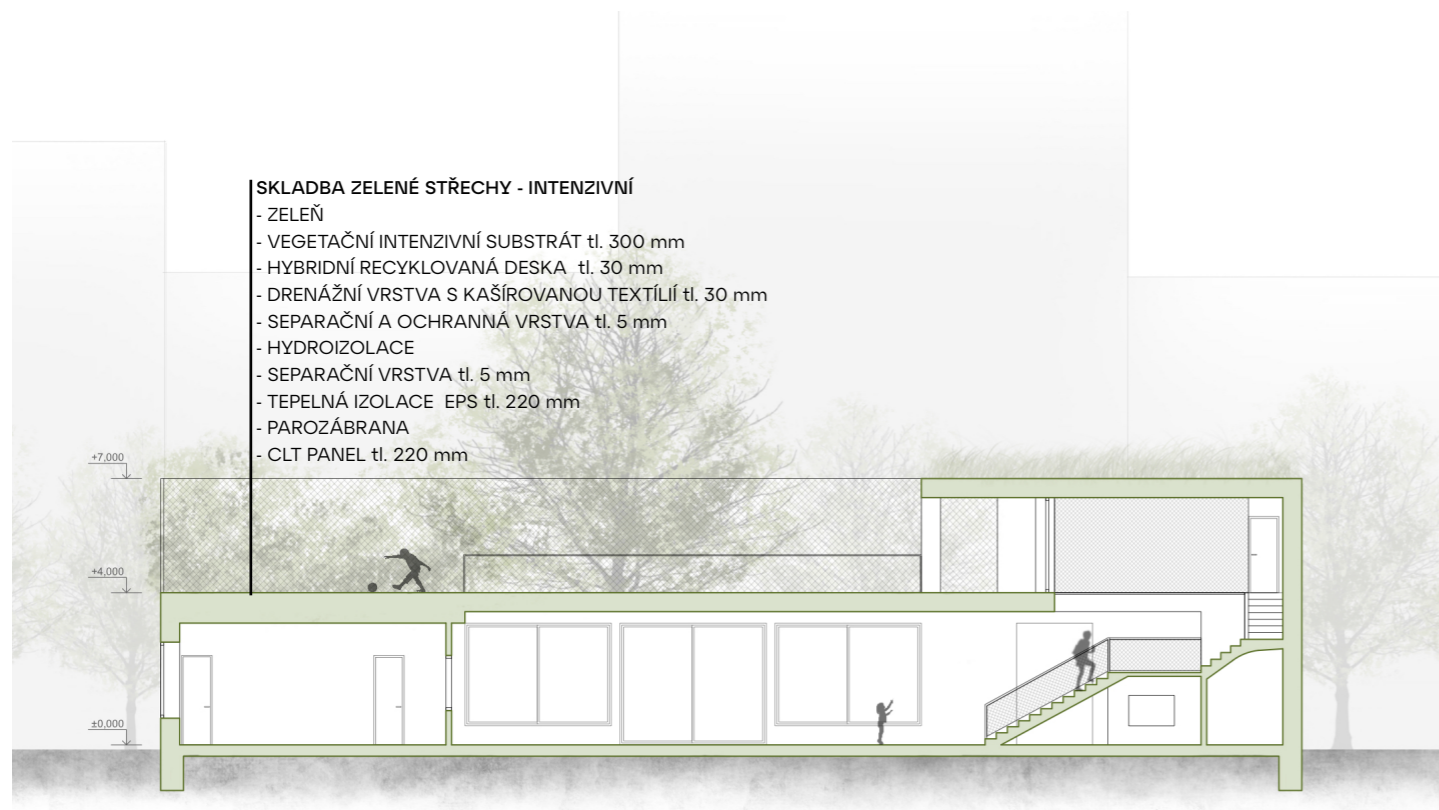 SKLADBA ZELENÉ STŘECHY - INTENZIVNÍ
- ZELEŇ
- VEGETAČNÍ INTENZIVNÍ SUBSTRÁT tl. 300 mm
- HYBRIDNÍ RECYKLOVANÁ DESKA tl. 30 mm
- DRENÁŽNÍ VRSTVA S KAŠÍROVANOU TEXTÍLIÍ tl. 30 mm
- SEPARAČNÍ A OCHRANNÁ VRSTVA tl. 5 mm
- HYDROIZOLACE
- SEPARAČNÍ VRSTVA tl. 5 mm
- TEPELNÁ IZOLACE EPS tl. 220 mm
- PAROZÁBRANA
- CLT PANEL tl. 220 mm
+7,000
+4,000
±0,000